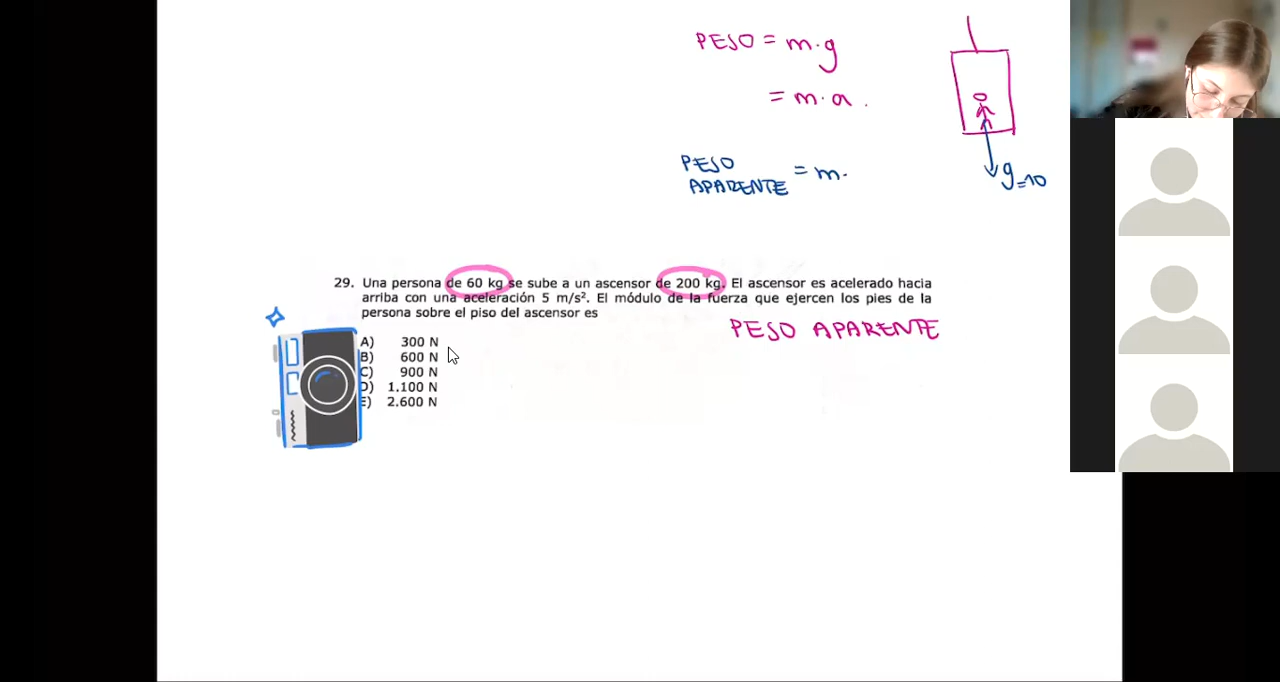 PESO = m·g
= m·a.
PESO
APARENTE = m·
g=10
29. Una persona de 60 kg se sube a un ascensor de 200 kg. El ascensor es acelerado hacia
arriba con una aceleración 5 m/s². El módulo de la fuerza que ejercen los pies de la
persona sobre el piso del ascensor es
PESO APARENTE
A) 300 N
B) 600 N
C) 900 N
D) 1.100 N
E) 2.600 N